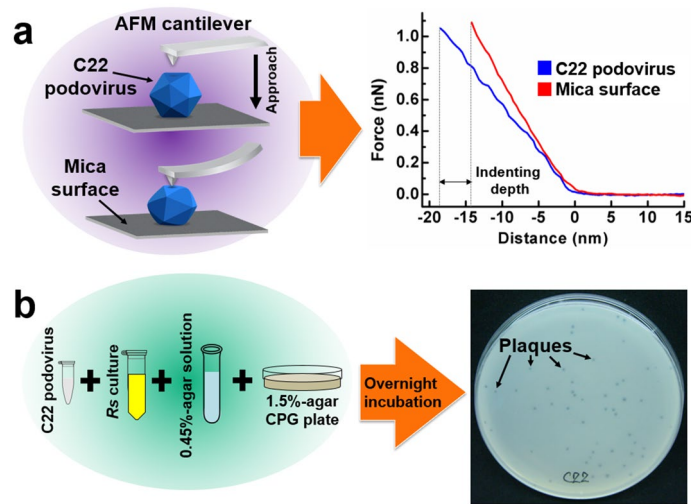 a
AFM cantilever
C22
podovirus
Approach
Mica
surface
Force (nN)
1.0
0.8
0.6
0.4
0.2
0.0
C22 podovirus
Mica surface
Indenting
depth
-20 -15 -10 -5 0 5 10 15
Distance (nm)
b
C22 podovirus
+
Rs culture
+
0.45%-agar solution
+
1.5%-agar
CPG plate
Overnight
incubation
Plaques
C22